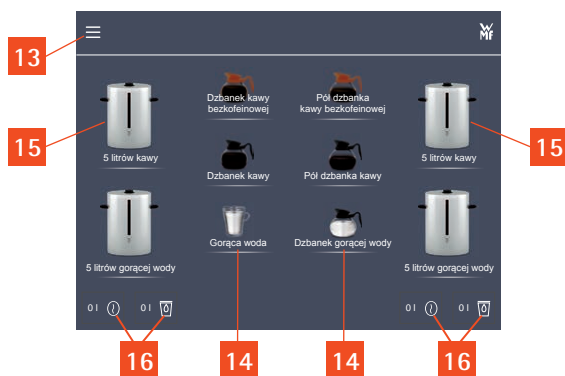 WMF
13
Dzbanek kawy
bezkofeinowej
Pół dzbanka
kawy bezkofeinowej
15
15
5 litrów kawy
Dzbanek kawy
Pół dzbanka kawy
5 litrów kawy
Gorąca woda
Dzbanek gorącej wody
5 litrów gorącej wody
5 litrów gorącej wody
0 l
0 l
0 l
0 l
16
14
14
16